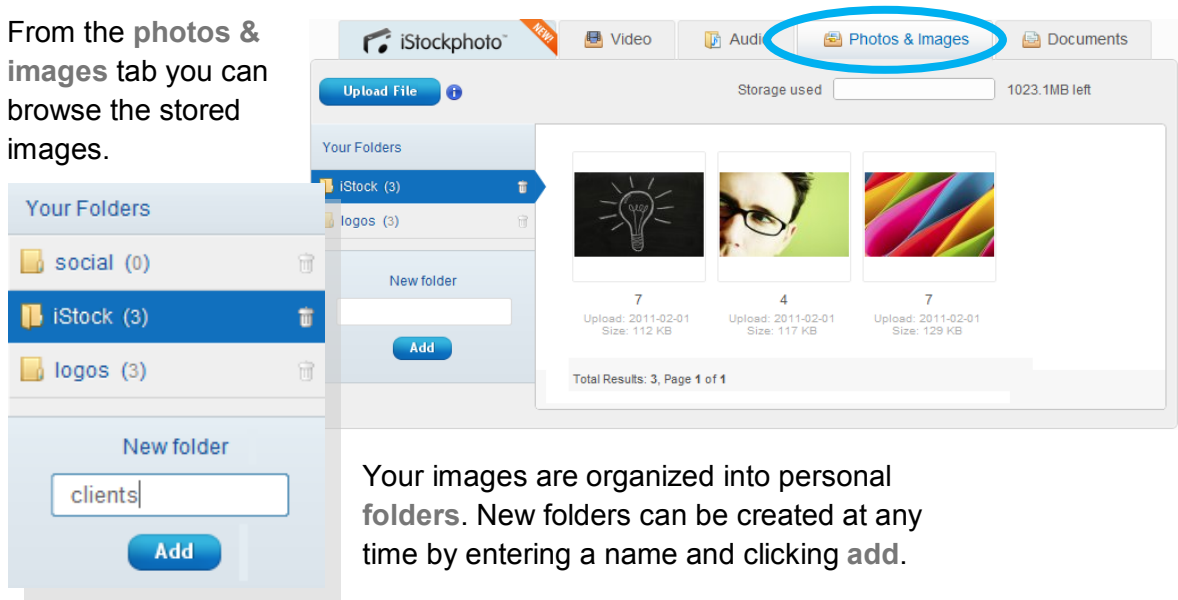 From the photos &
images tab you can
browse the stored
images.
iStockphoto™
NEW!
Video
Audio
Photos & Images
Documents
Upload File
Storage used
1023.1MB left
Your Folders
iStock (3)
logos (3)
New folder
Add
7
Upload: 2011-02-01
Size: 112 KB
4
Upload: 2011-02-01
Size: 117 KB
7
Upload: 2011-02-01
Size: 129 KB
Total Results: 3, Page 1 of 1
Your Folders
social (0)
iStock (3)
logos (3)
New folder
clients
Add
Your images are organized into personal
folders. New folders can be created at any
time by entering a name and clicking add.